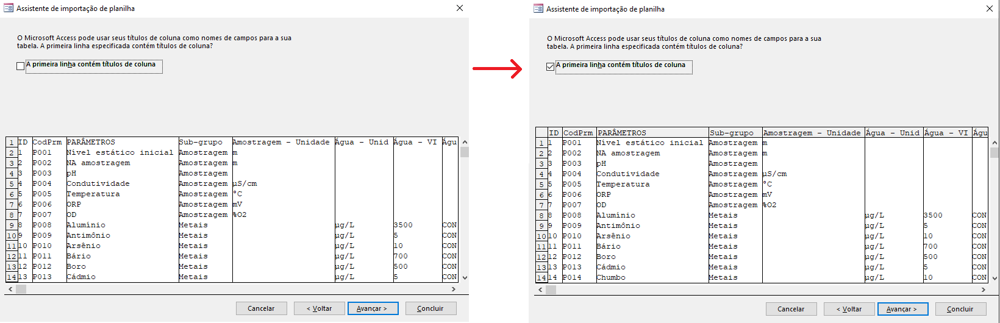 Assistente de importação de planilha
O Microsoft Access pode usar seus títulos de coluna como nomes de campos para a sua
tabela. A primeira linha especificada contém títulos de coluna?
A primeira linha contém títulos de coluna
1 ID CodPrm PARÂMETROS Sub-grupo Amostragem - Unidade Água - Unid Água - VI Águ
2 1 P001 Nível estático inicial Amostragem m
3 2 P002 NA amostragem Amostragem m
4 3 P003 pH Amostragem
5 4 P004 Condutividade Amostragem µS/cm
6 5 P005 Temperatura Amostragem °C
7 6 P006 ORP Amostragem mV
8 7 P007 OD Amostragem %O2
9 8 P008 Alumínio Metais µg/L 3500 CON
10 9 P009 Antimônio Metais µg/L 5 CON
11 10 P010 Arsênio Metais µg/L 10 CON
12 11 P011 Bário Metais µg/L 700 CON
13 12 P012 Boro Metais µg/L 500 CON
14 13 P013 Cádmio Metais µg/L 5 CON
Cancelar < Voltar Avançar > Concluir
Assistente de importação de planilha
O Microsoft Access pode usar seus títulos de coluna como nomes de campos para a sua
tabela. A primeira linha especificada contém títulos de coluna?
A primeira linha contém títulos de coluna
ID CodPrm PARÂMETROS Sub-grupo Amostragem - Unidade Água - Unid Água - VI Águ
1 1 P001 Nível estático inicial Amostragem m
2 2 P002 NA amostragem Amostragem m
3 3 P003 pH Amostragem
4 4 P004 Condutividade Amostragem µS/cm
5 5 P005 Temperatura Amostragem °C
6 6 P006 ORP Amostragem mV
7 7 P007 OD Amostragem %O2
8 8 P008 Alumínio Metais µg/L 3500 CON
9 9 P009 Antimônio Metais µg/L 5 CON
10 10 P010 Arsênio Metais µg/L 10 CON
11 11 P011 Bário Metais µg/L 700 CON
12 12 P012 Boro Metais µg/L 500 CON
13 13 P013 Cádmio Metais µg/L 5 CON
14 14 P014 Chumbo Metais µg/L 10 CON
Cancelar < Voltar Avançar > Concluir